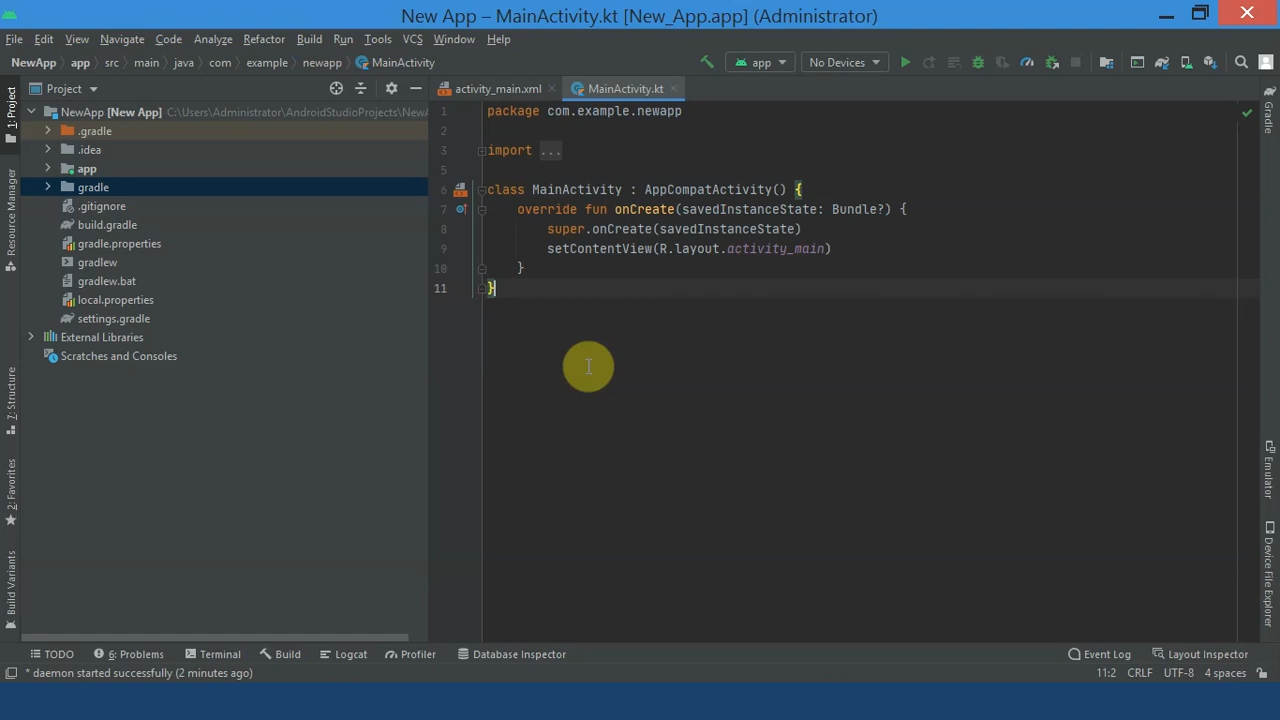 New App – MainActivity.kt [New_App.app] (Administrator)
File Edit View Navigate Code Analyze Refactor Build Run Tools VCS Window Help
NewApp app src main java com example newapp MainActivity app No Devices
1: Project
Resource Manager
7: Structure
2: Favorites
Build Variants
Project
NewApp [New App] C:\Users\Administrator\AndroidStudioProjects\NewA
.gradle
.idea
app
gradle
.gitignore
build.gradle
gradle.properties
gradlew
gradlew.bat
local.properties
settings.gradle
External Libraries
Scratches and Consoles
activity_main.xml MainActivity.kt
1 package com.example.newapp
2
3 import ...
5
6 class MainActivity : AppCompatActivity() {
7 override fun onCreate(savedInstanceState: Bundle?) {
8 super.onCreate(savedInstanceState)
9 setContentView(R.layout.activity_main)
10 }
11 }
Gradle
Emulator
Device File Explorer
TODO 6: Problems Terminal Build Logcat Profiler Database Inspector Event Log Layout Inspector
* daemon started successfully (2 minutes ago) 11:2 CRLF UTF-8 4 spaces